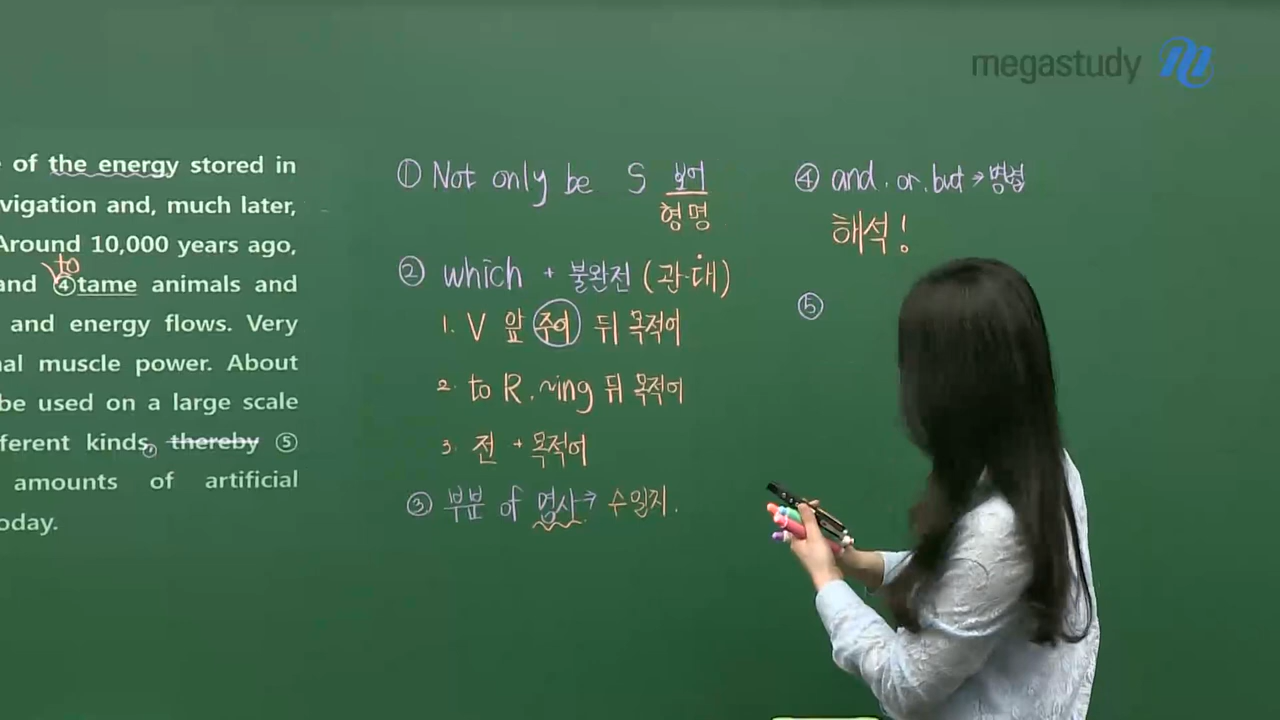 megastudy
of the energy stored in
vigation and, much later,
Around 10,000 years ago,
to
and ④tame animals and
and energy flows. Very
al muscle power. About
be used on a large scale
ferent kinds, thereby ⑤
amounts of artificial
oday.
① Not only be S 보어
형 명
② which + 불완전 (관·대)
1. V 앞 주어 뒤 목적어
2. to R. ~ing 뒤 목적어
3. 전 + 목적어
③ 부분 of 명사 → 수일치.
④ and. or. but → 병렬
해석!
⑤